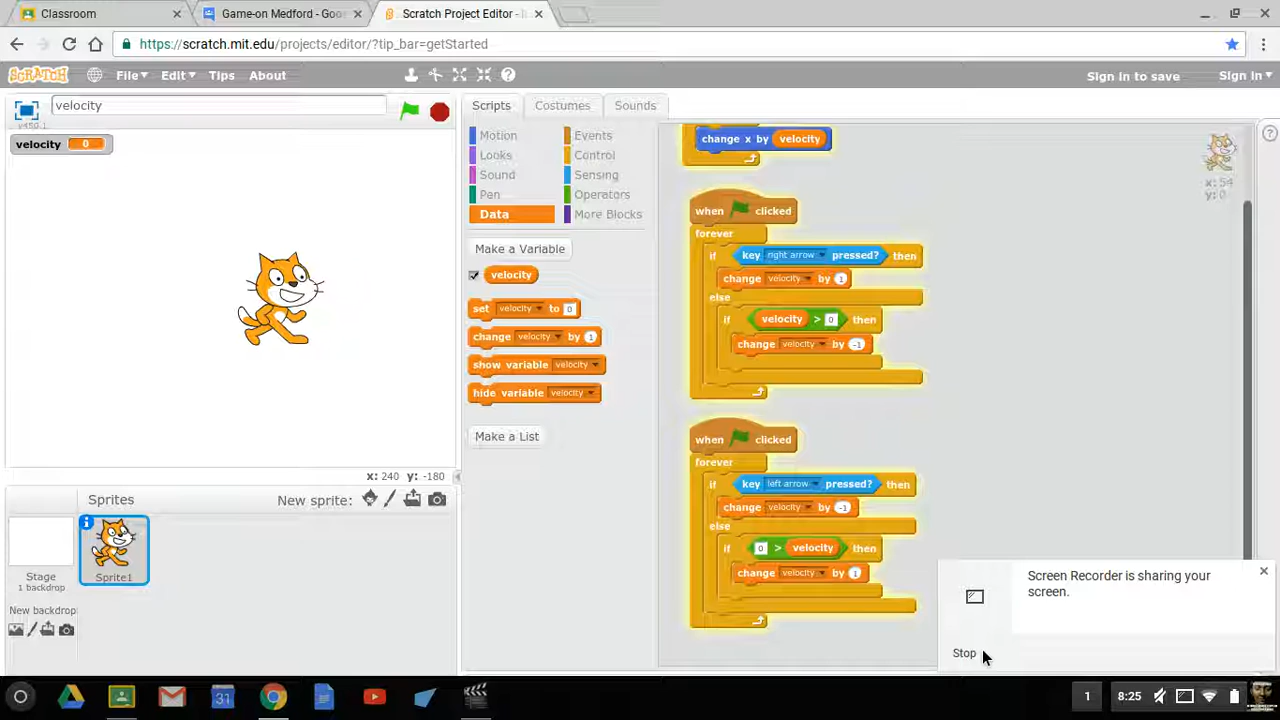 Classroom
Game-on Medford - Goo
Scratch Project Editor - I
https://scratch.mit.edu/projects/editor/?tip_bar=getStarted
SCRATCH File Edit Tips About Sign in to save Sign in
velocity
v450.1
velocity 0
Scripts Costumes Sounds
Motion Events
Looks Control
Sound Sensing
Pen Operators
Data More Blocks
Make a Variable
velocity
set velocity to 0
change velocity by 1
show variable velocity
hide variable velocity
Make a List
change x by velocity
when clicked
forever
if key right arrow pressed? then
change velocity by 1
else
if velocity > 0 then
change velocity by -1
when clicked
forever
if key left arrow pressed? then
change velocity by -1
else
if 0 > velocity then
change velocity by 1
x: 54
y: 0
x: 240 y: -180
Sprites New sprite:
Stage
1 backdrop
Sprite1
New backdrop
Screen Recorder is sharing your
screen.
Stop
31
1 8:25